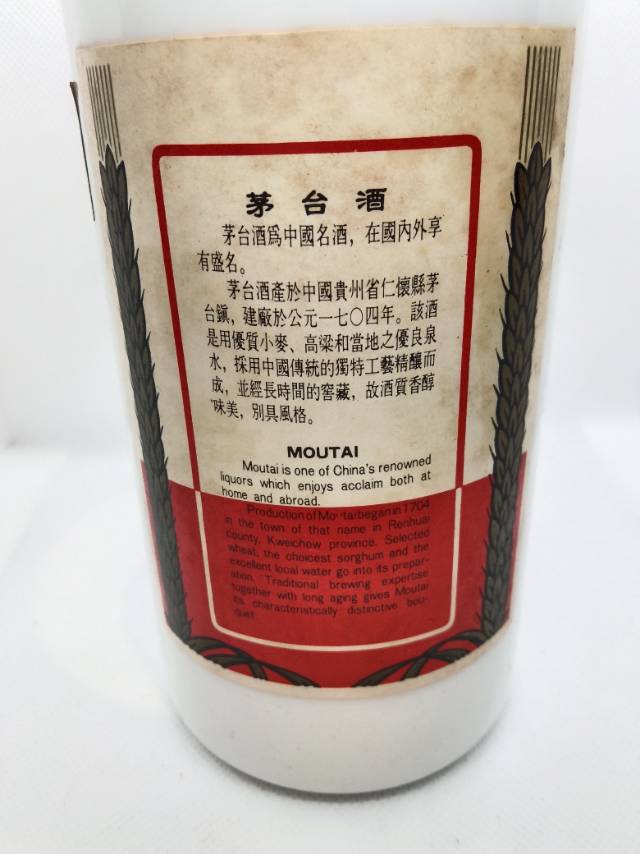 茅台酒
茅台酒爲中國名酒，在國內外享
有盛名。
茅台酒產於中國貴州省仁懷縣茅
台鎭，建廠於公元一七〇四年。該酒
是用優質小麥、高粱和當地之優良泉
水，採用中國傳統的獨特工藝精釀而
成，並經長時間的窖藏，故酒質香醇
味美，別具風格。
MOUTAI
Moutai is one of China's renowned
liquors which enjoys acclaim both at
home and abroad.
Production of Mo tai began in 1704
in the town of that name in Renhuai
county, Kweichow province. Selected
wheat, the choicest sorghum and the
excellent local water go into its prepar-
ation. Traditional brewing expertise
together with long aging gives Moutai
its characteristically distinctive bou-
quet.